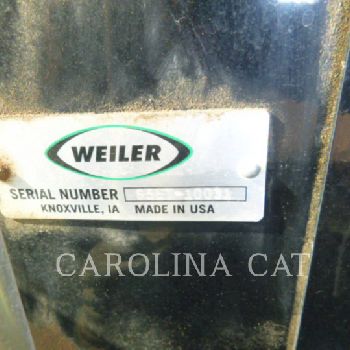 WEILER
SERIAL NUMBER
KNOXVILLE, IA MADE IN USA
CAROLINA CAT